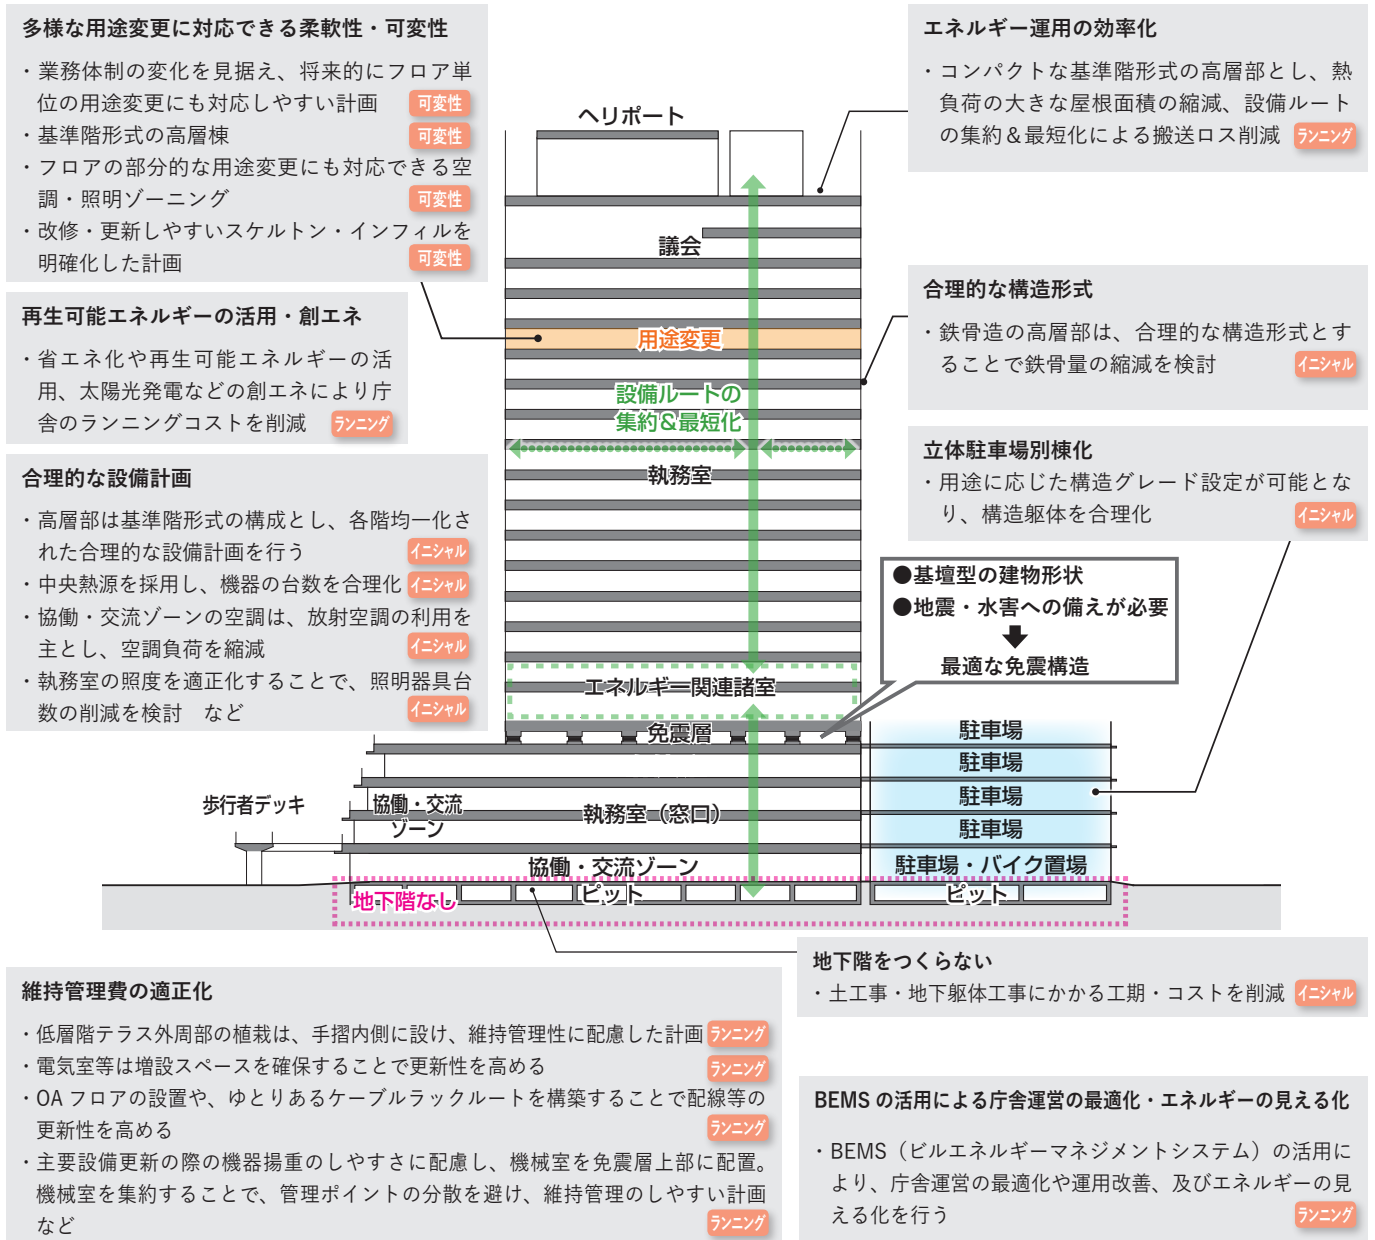 多様な用途変更に対応できる柔軟性・可変性
・業務体制の変化を見据え、将来的にフロア単
位の用途変更にも対応しやすい計画 可変性
・基準階形式の高層棟 可変性
・フロアの部分的な用途変更にも対応できる空
調・照明ゾーニング 可変性
・改修・更新しやすいスケルトン・インフィルを
明確化した計画 可変性
再生可能エネルギーの活用・創エネ
・省エネ化や再生可能エネルギーの活
用、太陽光発電などの創エネにより庁
舎のランニングコストを削減 ランニング
合理的な設備計画
・高層部は基準階形式の構成とし、各階均一化さ
れた合理的な設備計画を行う イニシャル
・中央熱源を採用し、機器の台数を合理化 イニシャル
・協働・交流ゾーンの空調は、放射空調の利用を
主とし、空調負荷を縮減 イニシャル
・執務室の照度を適正化することで、照明器具台
数の削減を検討　など イニシャル
ヘリポート
議会
用途変更
設備ルートの
集約＆最短化
執務室
エネルギー関連諸室
免震層
歩行者デッキ
協働・交流
ゾーン
執務室（窓口）
協働・交流ゾーン
地下階なし
ピット
駐車場
駐車場
駐車場
駐車場
駐車場・バイク置場
ピット
エネルギー運用の効率化
・コンパクトな基準階形式の高層部とし、熱
負荷の大きな屋根面積の縮減、設備ルート
の集約＆最短化による搬送ロス削減 ランニング
合理的な構造形式
・鉄骨造の高層部は、合理的な構造形式とす
ることで鉄骨量の縮減を検討 イニシャル
立体駐車場別棟化
・用途に応じた構造グレード設定が可能とな
り、構造躯体を合理化 イニシャル
●基壇型の建物形状
●地震・水害への備えが必要
最適な免震構造
地下階をつくらない
・土工事・地下躯体工事にかかる工期・コストを削減 イニシャル
維持管理費の適正化
・低層階テラス外周部の植栽は、手摺内側に設け、維持管理性に配慮した計画 ランニング
・電気室等は増設スペースを確保することで更新性を高める ランニング
・OA フロアの設置や、ゆとりあるケーブルラックルートを構築することで配線等の
更新性を高める ランニング
・主要設備更新の際の機器揚重のしやすさに配慮し、機械室を免震層上部に配置。
機械室を集約することで、管理ポイントの分散を避け、維持管理のしやすい計画
など ランニング
BEMS の活用による庁舎運営の最適化・エネルギーの見える化
・BEMS（ビルエネルギーマネジメントシステム）の活用に
より、庁舎運営の最適化や運用改善、及びエネルギーの見
える化を行う ランニング